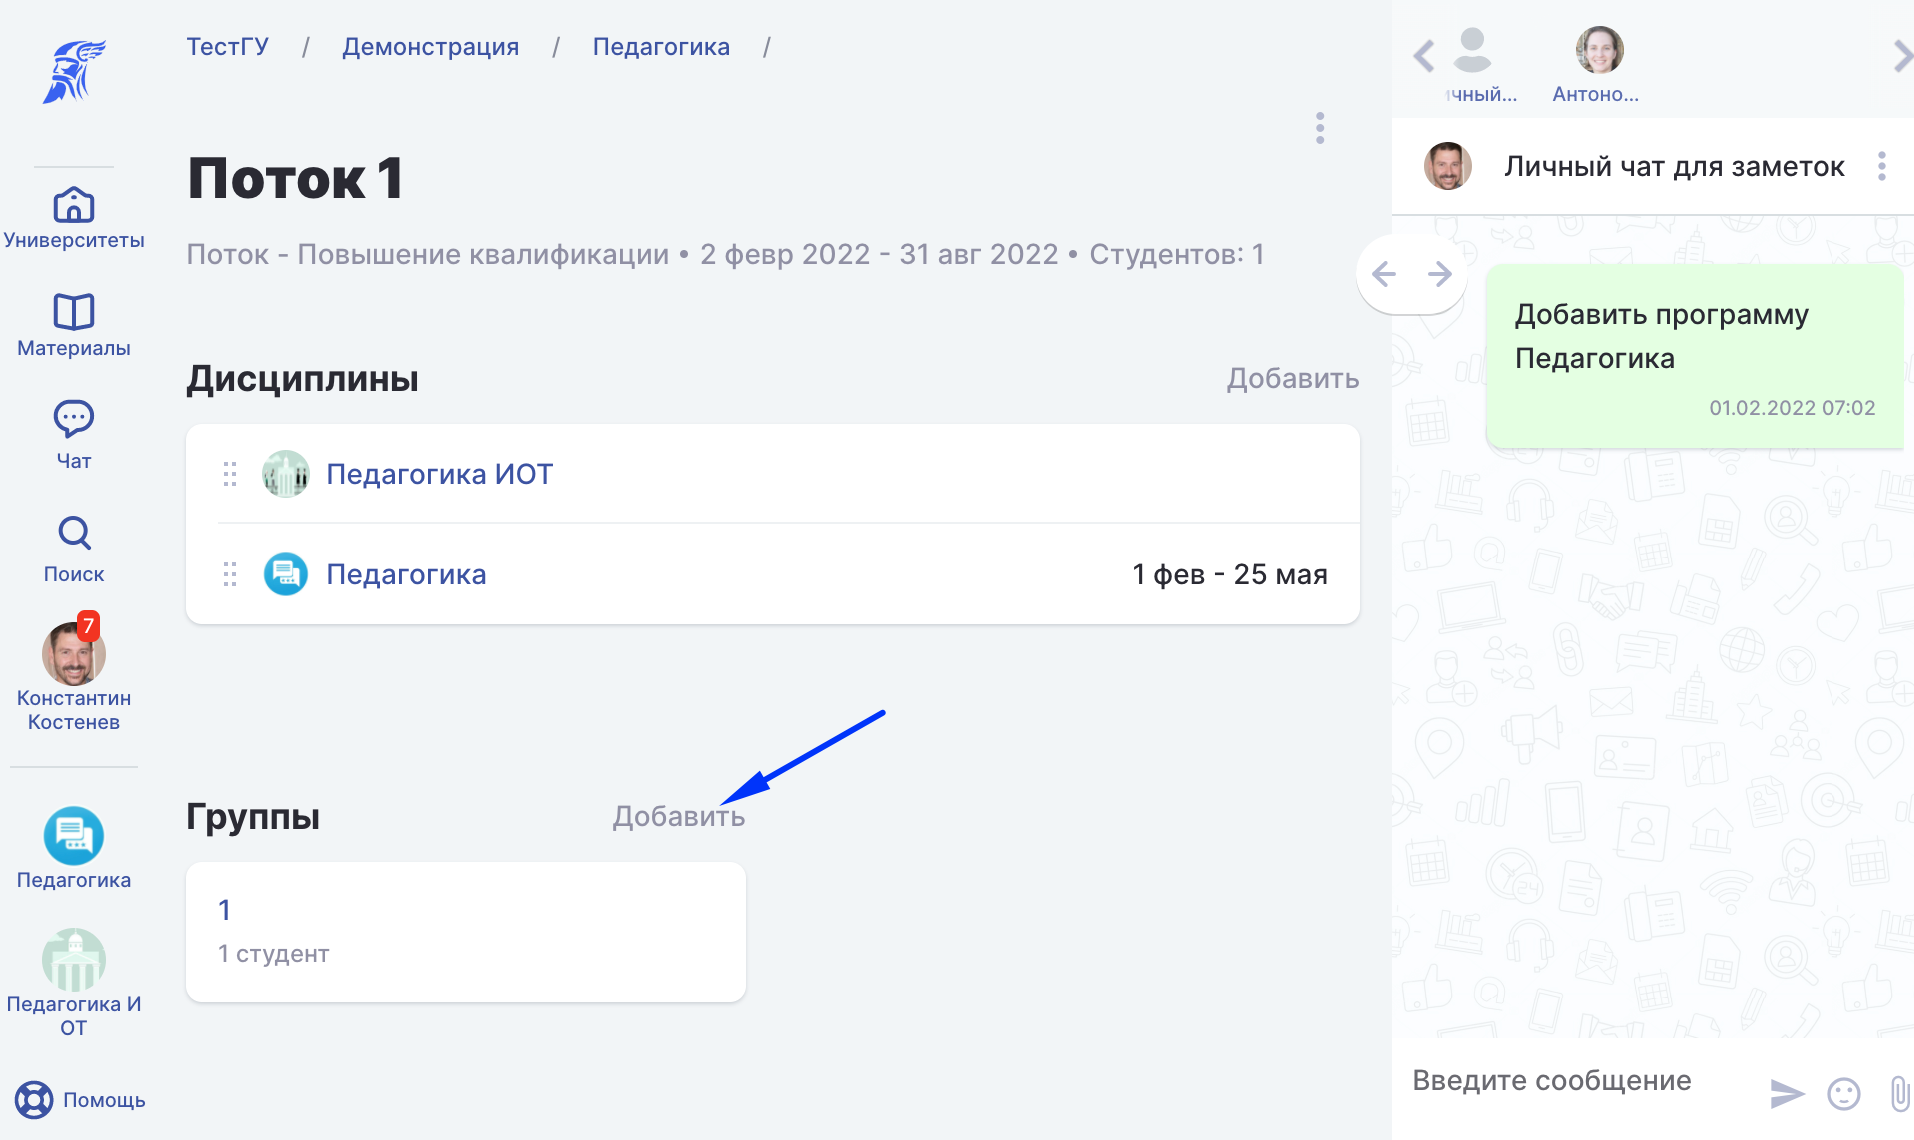 ТестГУ / Демонстрация / Педагогика /
Поток 1
Поток - Повышение квалификации • 2 февр 2022 - 31 авг 2022 • Студентов: 1
Дисциплины Добавить
Педагогика ИОТ
Педагогика 1 фев - 25 мая
Группы Добавить
1
1 студент
Университеты
Материалы
Чат
Поиск
7
Константин
Костенев
Педагогика
Педагогика И
ОТ
Помощь
чный... Антоно...
Личный чат для заметок
Добавить программу
Педагогика
01.02.2022 07:02
Введите сообщение